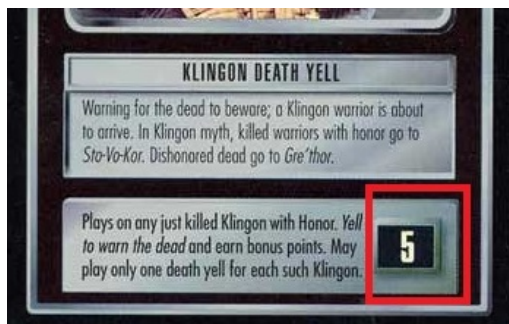 KLINGON DEATH YELL
Warning for the dead to beware; a Klingon warrior is about
to arrive. In Klingon myth, killed warriors with honor go to
Sto-Vo-Kor. Dishonored dead go to Gre'thor.
Plays on any just killed Klingon with Honor. Yell
to warn the dead and earn bonus points. May
play only one death yell for each such Klingon.
5